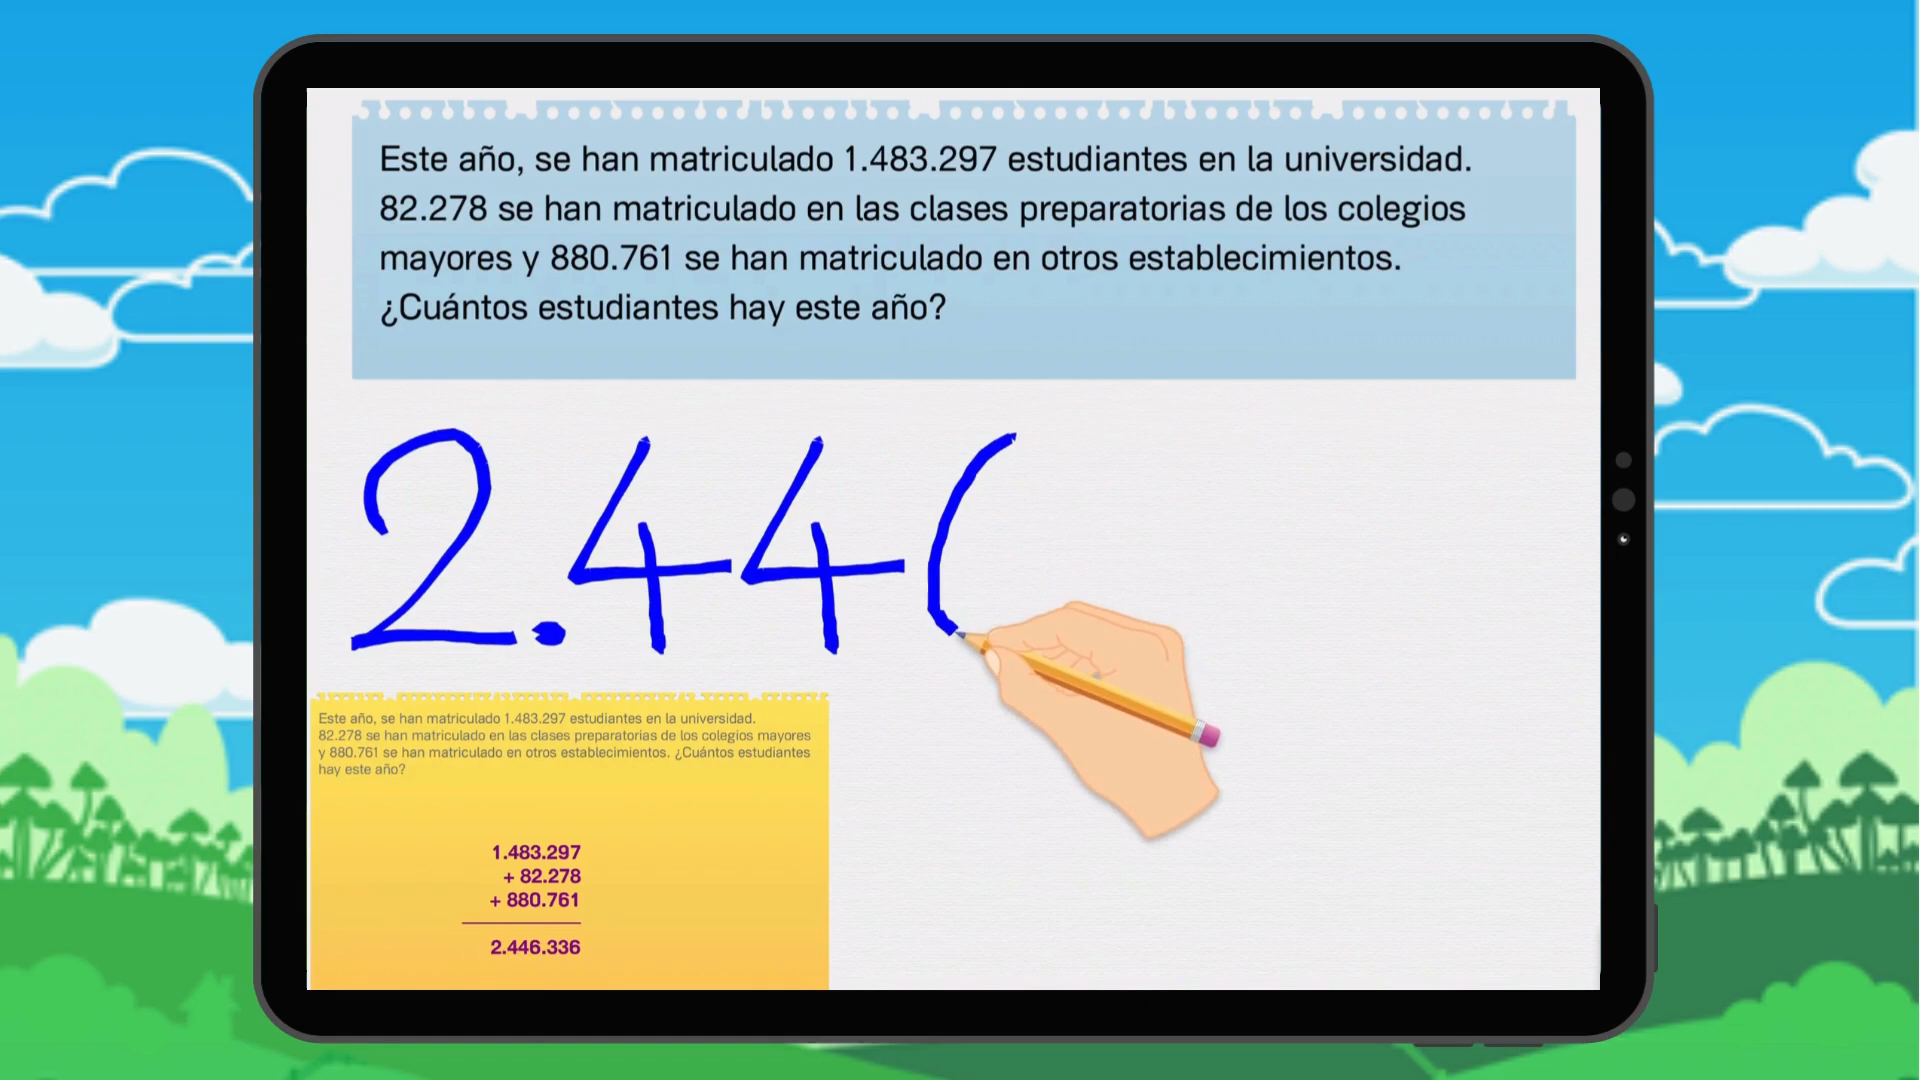 Este año, se han matriculado 1.483.297 estudiantes en la universidad.
82.278 se han matriculado en las clases preparatorias de los colegios
mayores y 880.761 se han matriculado en otros establecimientos.
¿Cuántos estudiantes hay este año?
2.44
Este año, se han matriculado 1.483.297 estudiantes en la universidad.
82.278 se han matriculado en las clases preparatorias de los colegios mayores
y 880.761 se han matriculado en otros establecimientos. ¿Cuántos estudiantes
hay este año?
1.483.297
+ 82.278
+ 880.761
2.446.336